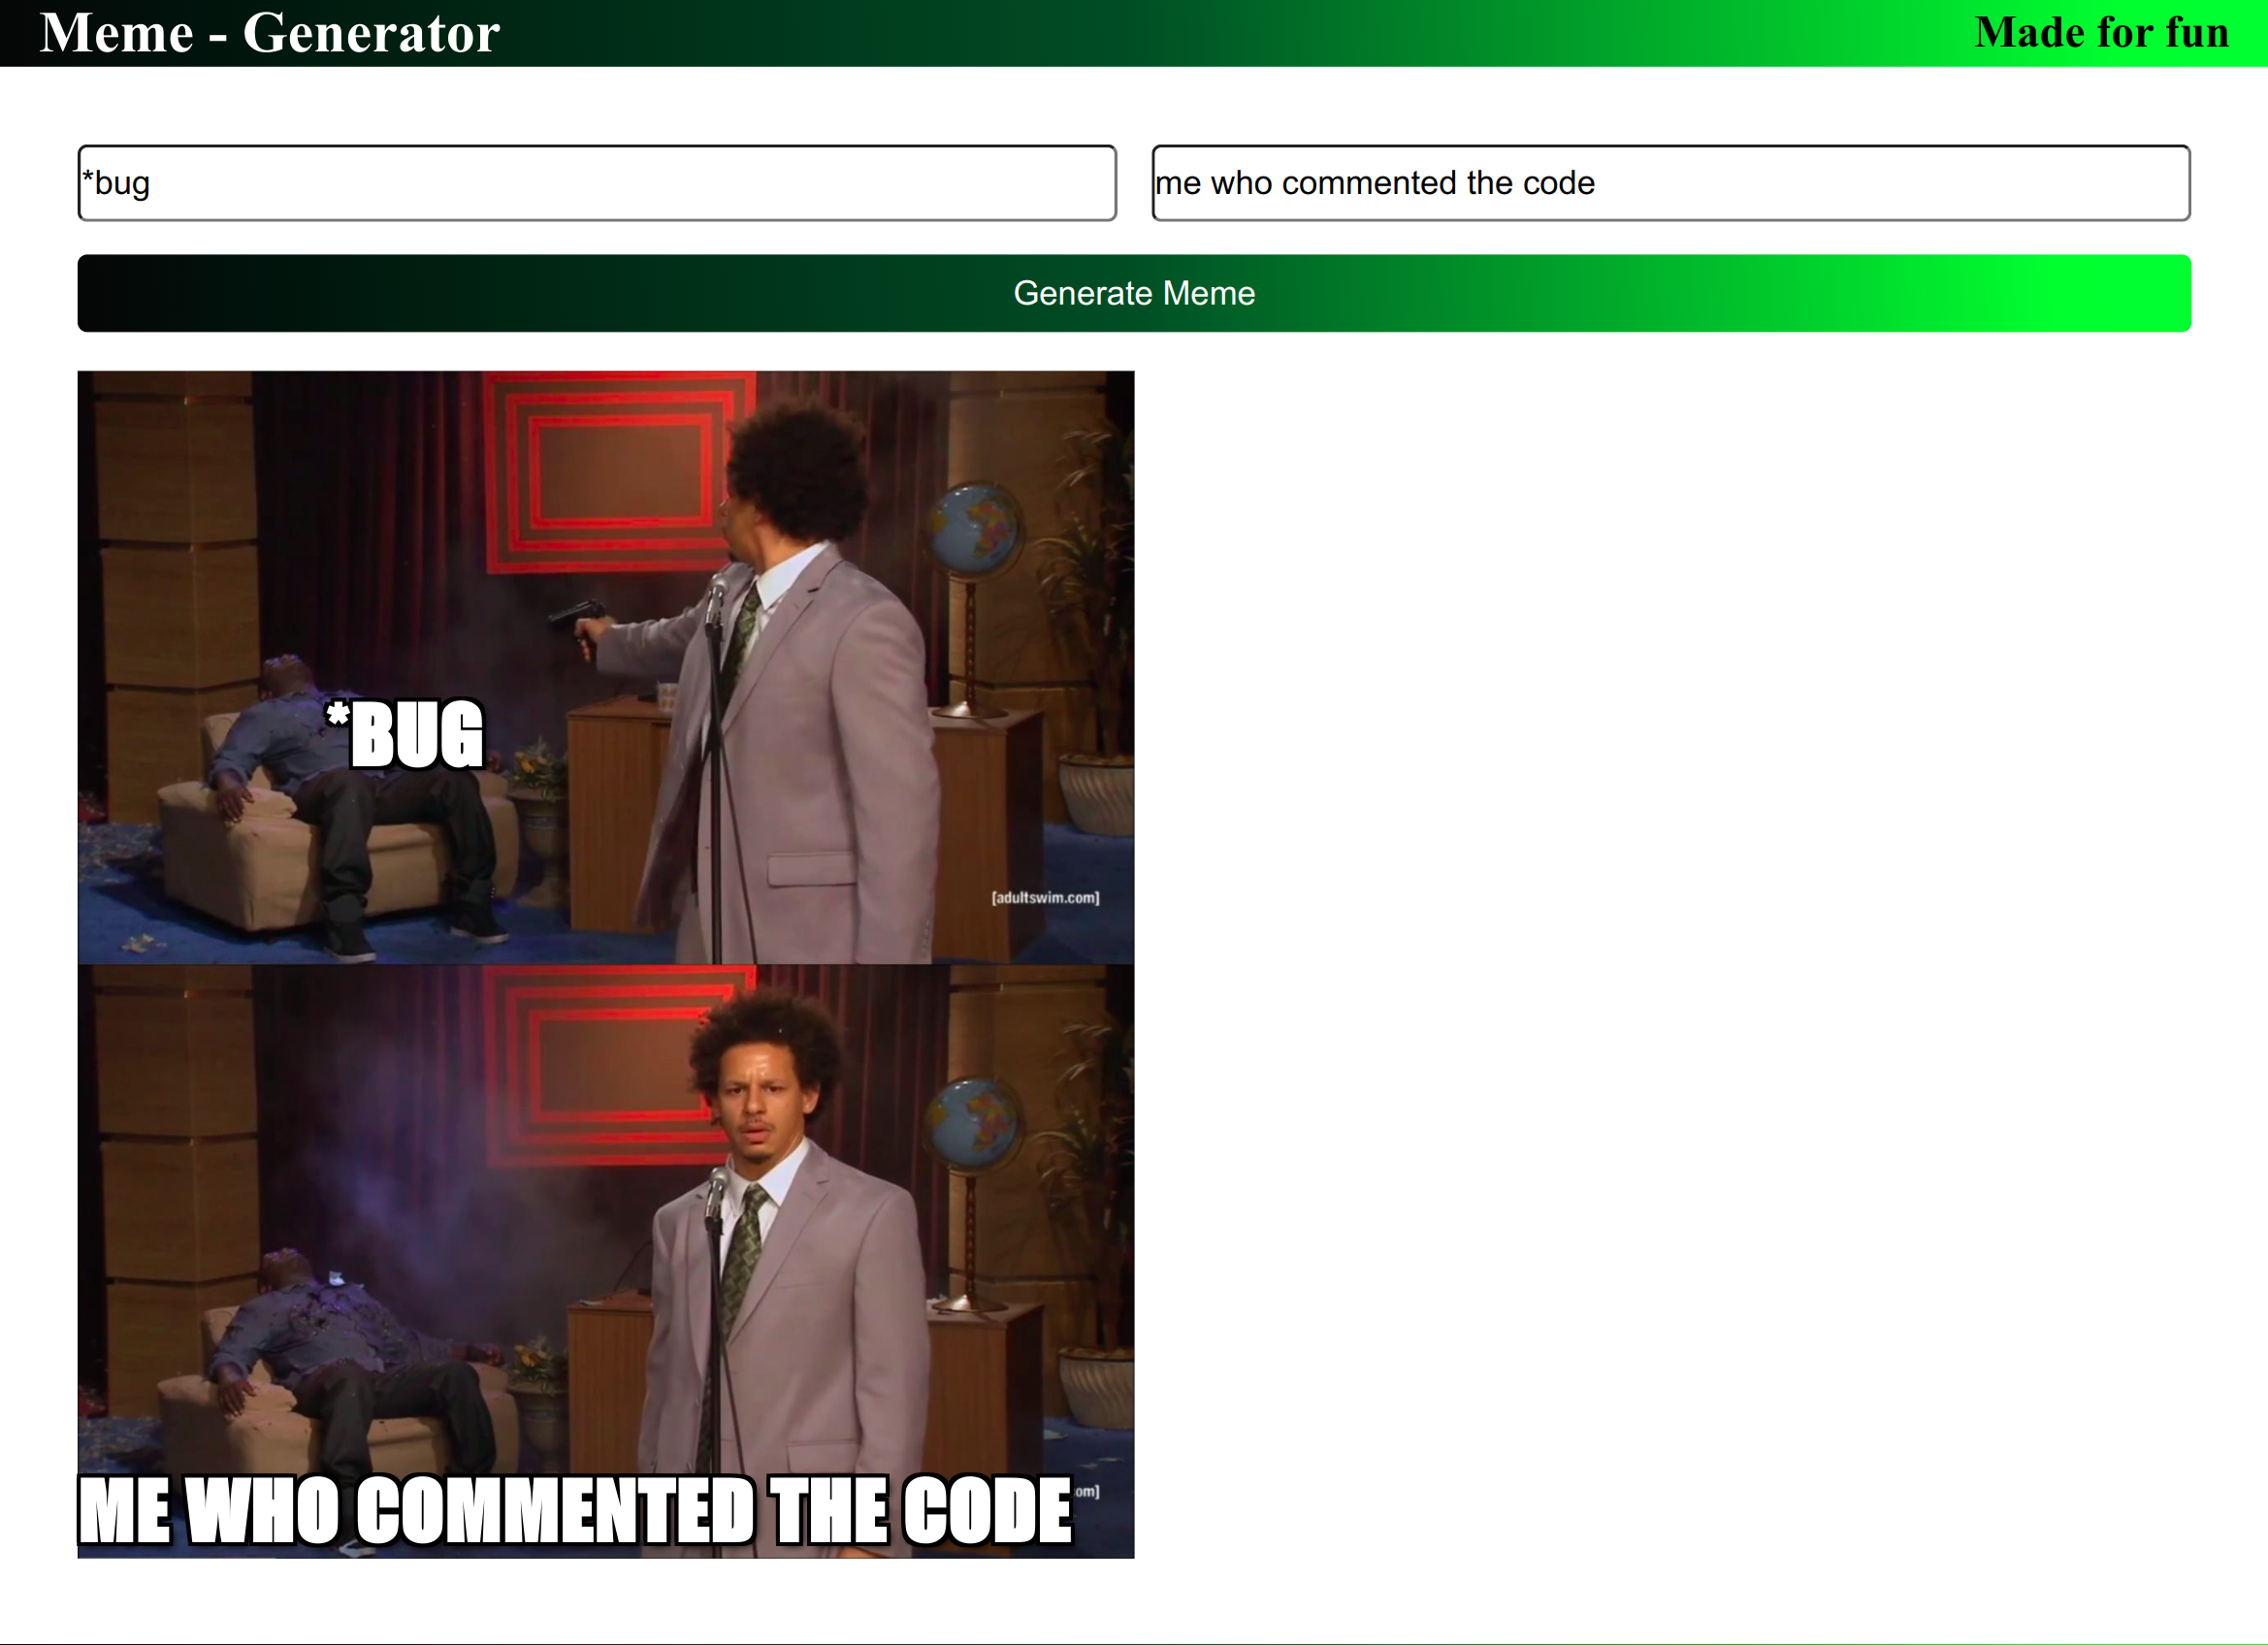 Meme - Generator
Made for fun
*bug
me who commented the code
Generate Meme
*BUG
[adultswim.com]
om]
ME WHO COMMENTED THE CODE